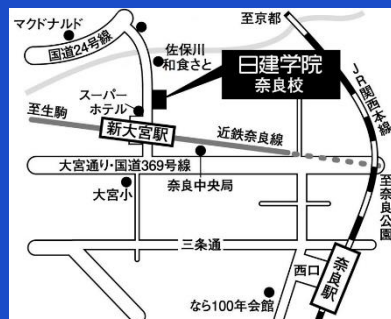 マクドナルド
国道24号線
佐保川
和食さと
至京都
日建学院
奈良校
JR関西本線
スーパー
ホテル
至生駒
新大宮駅
近鉄奈良線
大宮通り・国道369号線
至奈良公園
大宮小
奈良中央局
三条通
西口
奈良駅
なら100年会館